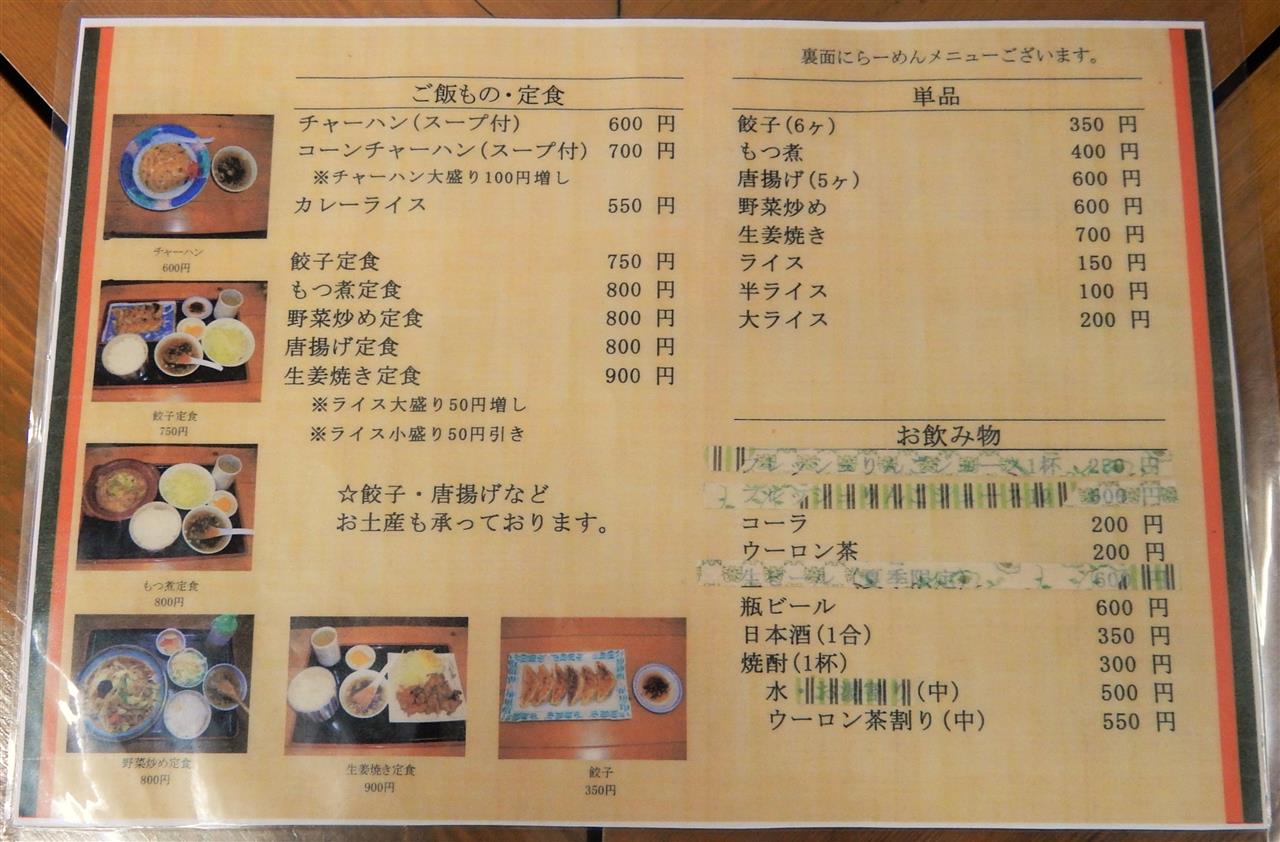 裏面にらーめんメニューございます。
ご飯もの・定食
チャーハン(スープ付) 600 円
コーンチャーハン(スープ付) 700 円
※チャーハン大盛り100円増し
カレーライス 550 円
餃子定食 750 円
もつ煮定食 800 円
野菜炒め定食 800 円
唐揚げ定食 800 円
生姜焼き定食 900 円
※ライス大盛り50円増し
※ライス小盛り50円引き
☆餃子・唐揚げなど
お土産も承っております。
チャーハン
600円
餃子定食
750円
もつ煮定食
800円
野菜炒め定食
800円
生姜焼き定食
900円
餃子
350円
単品
餃子(6ヶ) 350 円
もつ煮 400 円
唐揚げ(5ヶ) 600 円
野菜炒め 600 円
生姜焼き 700 円
ライス 150 円
半ライス 100 円
大ライス 200 円
お飲み物
1杯 円
円
コーラ 200 円
ウーロン茶 200 円
生ビール 夏季限定 円
瓶ビール 600 円
日本酒(1合) 350 円
焼酎(1杯) 300 円
水 (中) 500 円
ウーロン茶割り(中) 550 円